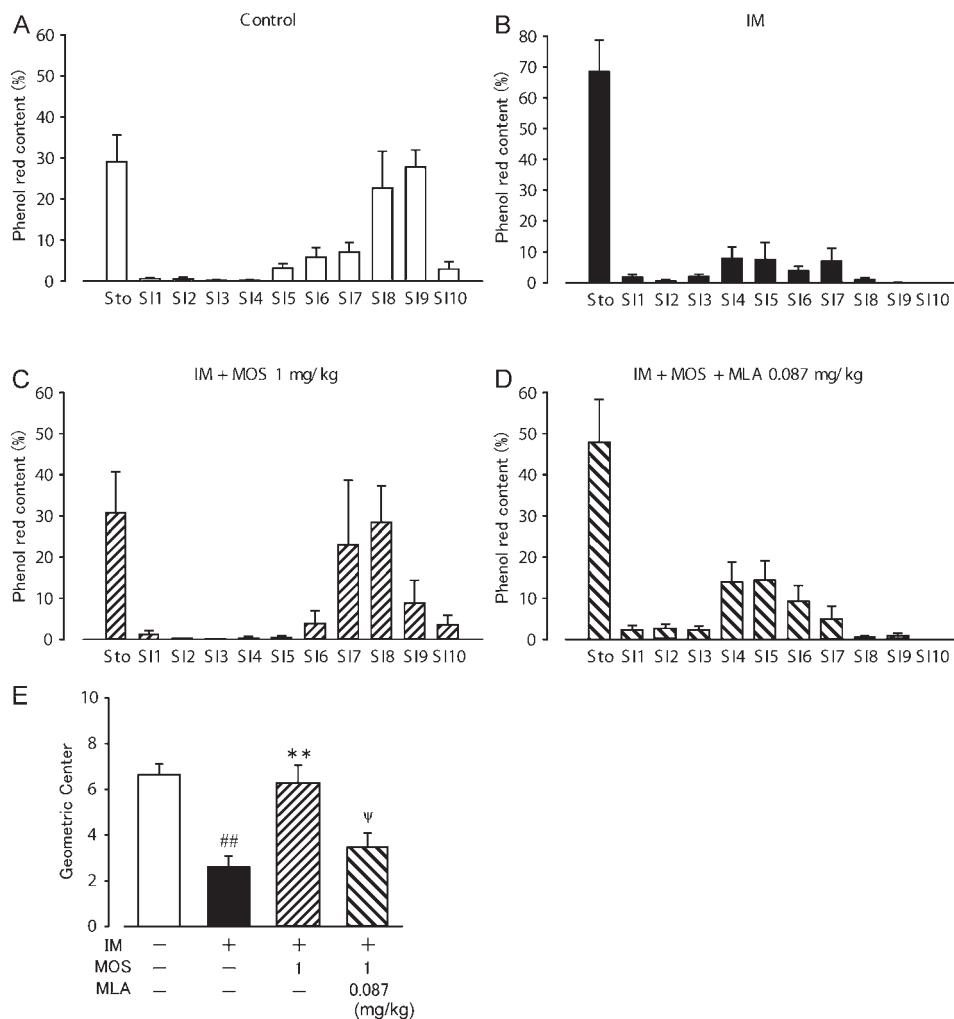 A
Control
Phenol red content (%)
60
50
40
30
20
10
0
Sto SI1 SI2 SI3 SI4 SI5 SI6 SI7 SI8 SI9 SI10
B
IM
Phenol red content (%)
80
70
60
50
40
30
20
10
0
Sto SI1 SI2 SI3 SI4 SI5 SI6 SI7 SI8 SI9 SI10
C
IM + MOS 1 mg/kg
Phenol red content (%)
60
50
40
30
20
10
0
Sto SI1 SI2 SI3 SI4 SI5 SI6 SI7 SI8 SI9 SI10
D
IM + MOS + MLA 0.087 mg/kg
Phenol red content (%)
60
50
40
30
20
10
0
Sto SI1 SI2 SI3 SI4 SI5 SI6 SI7 SI8 SI9 SI10
E
Geometric Center
10
8
6
4
2
0
##
**
ψ
IM − + + +
MOS − − 1 1
MLA − − − 0.087
(mg/kg)